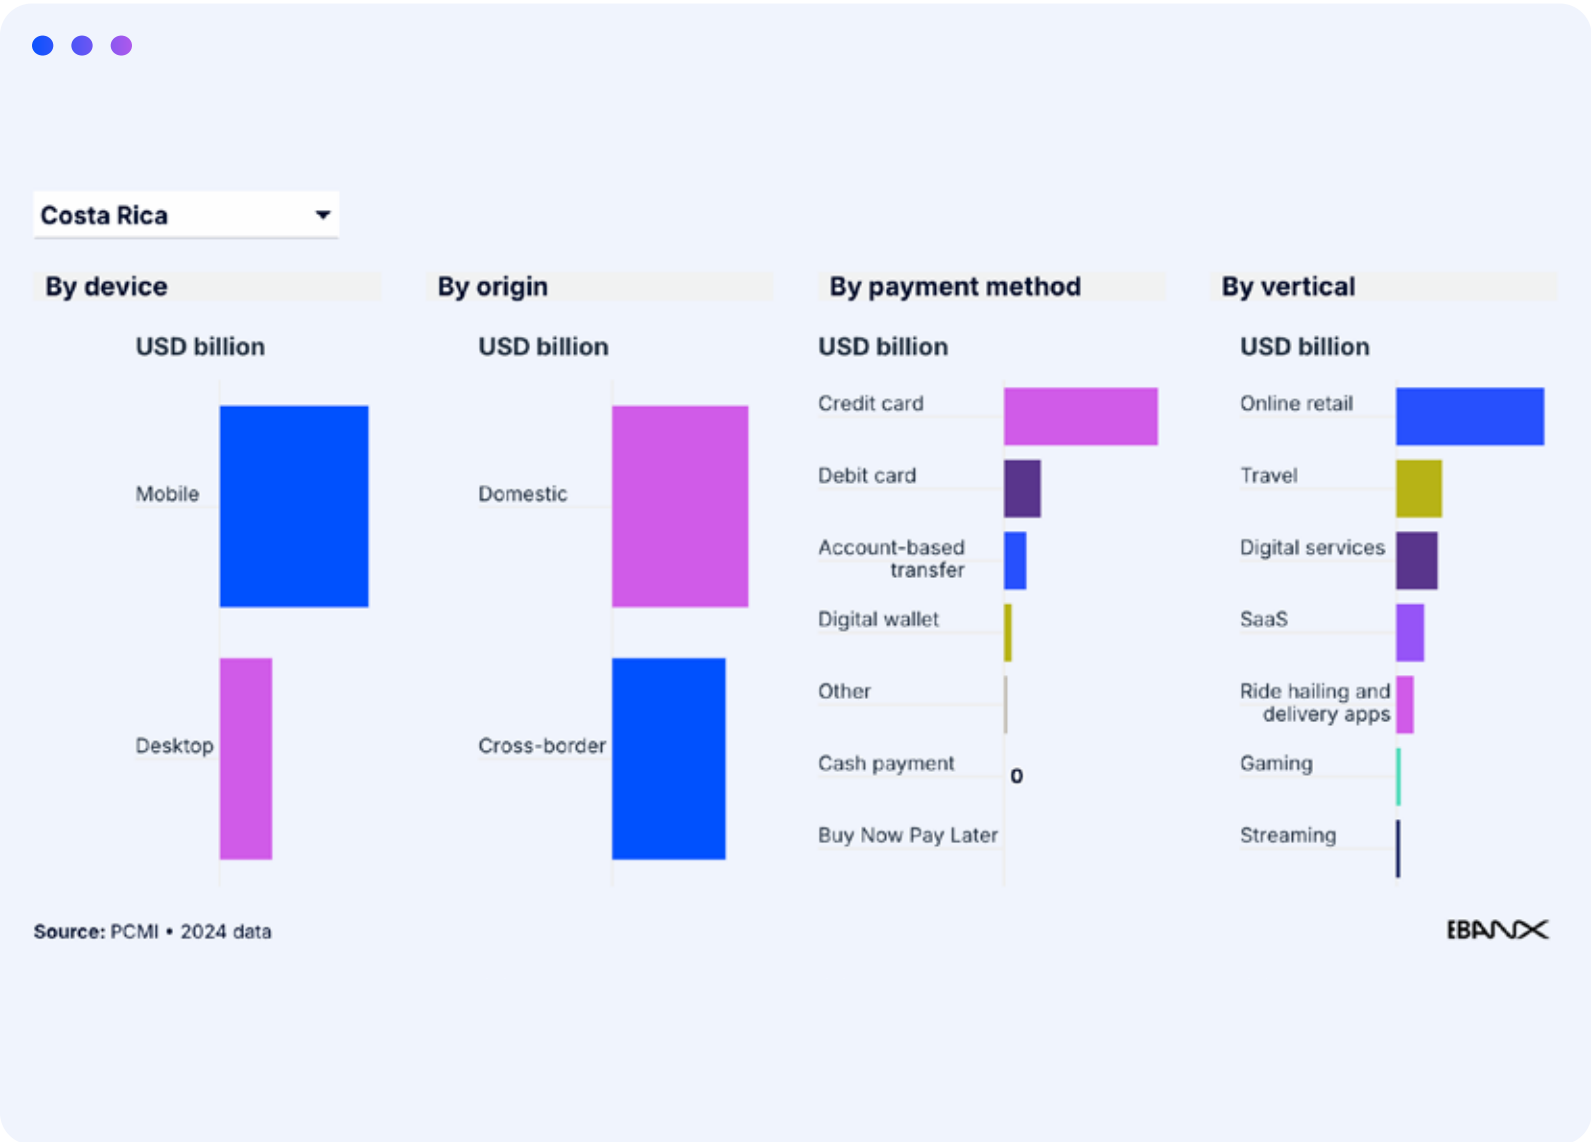 Costa Rica
By device
USD billion
Mobile
Desktop
By origin
USD billion
Domestic
Cross-border
By payment method
USD billion
Credit card
Debit card
Account-based
transfer
Digital wallet
Other
Cash payment
0
Buy Now Pay Later
By vertical
USD billion
Online retail
Travel
Digital services
SaaS
Ride hailing and
delivery apps
Gaming
Streaming
Source: PCMI • 2024 data
EBANX